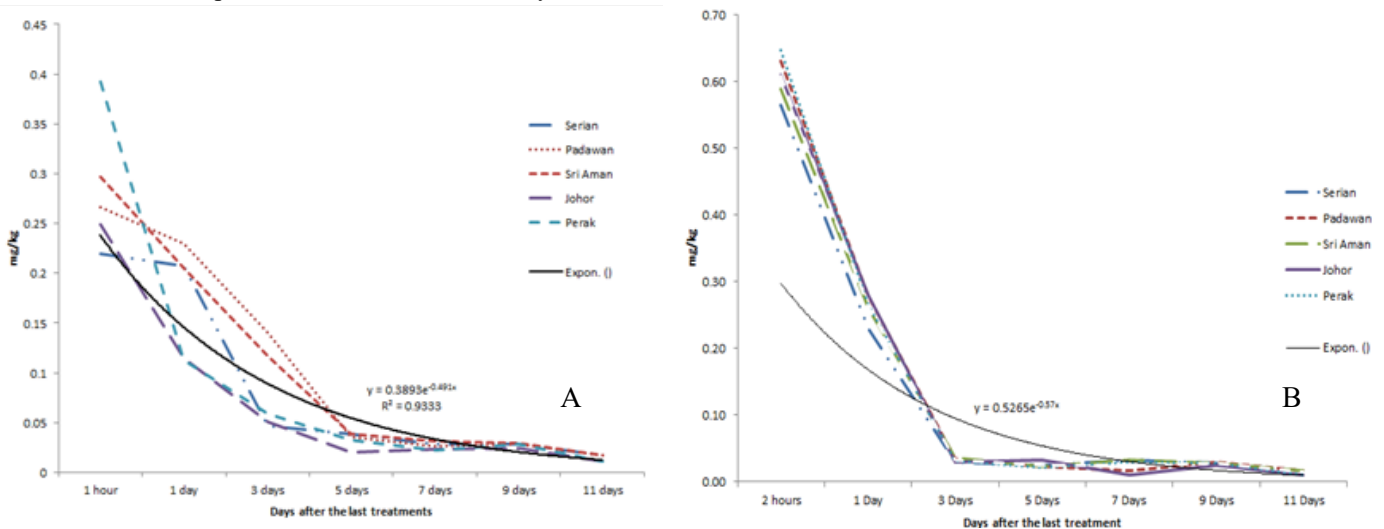 0.45
0.4
0.35
0.3
0.25
0.2
0.15
0.1
0.05
0
mg/kg
1 hour 1 day 3 days 5 days 7 days 9 days 11 days
Days after the last treatments
Serian
Padawan
Sri Aman
Johor
Perak
Expon. ()
y = 0.3893e^-0.491x
R² = 0.9333
A
0.70
0.60
0.50
0.40
0.30
0.20
0.10
0.00
mg/kg
2 hours 1 Day 3 Days 5 Days 7 Days 9 Days 11 Days
Days after the last treatment
Serian
Padawan
Sri Aman
Johor
Perak
Expon. ()
y = 0.5265e^-0.57x
B